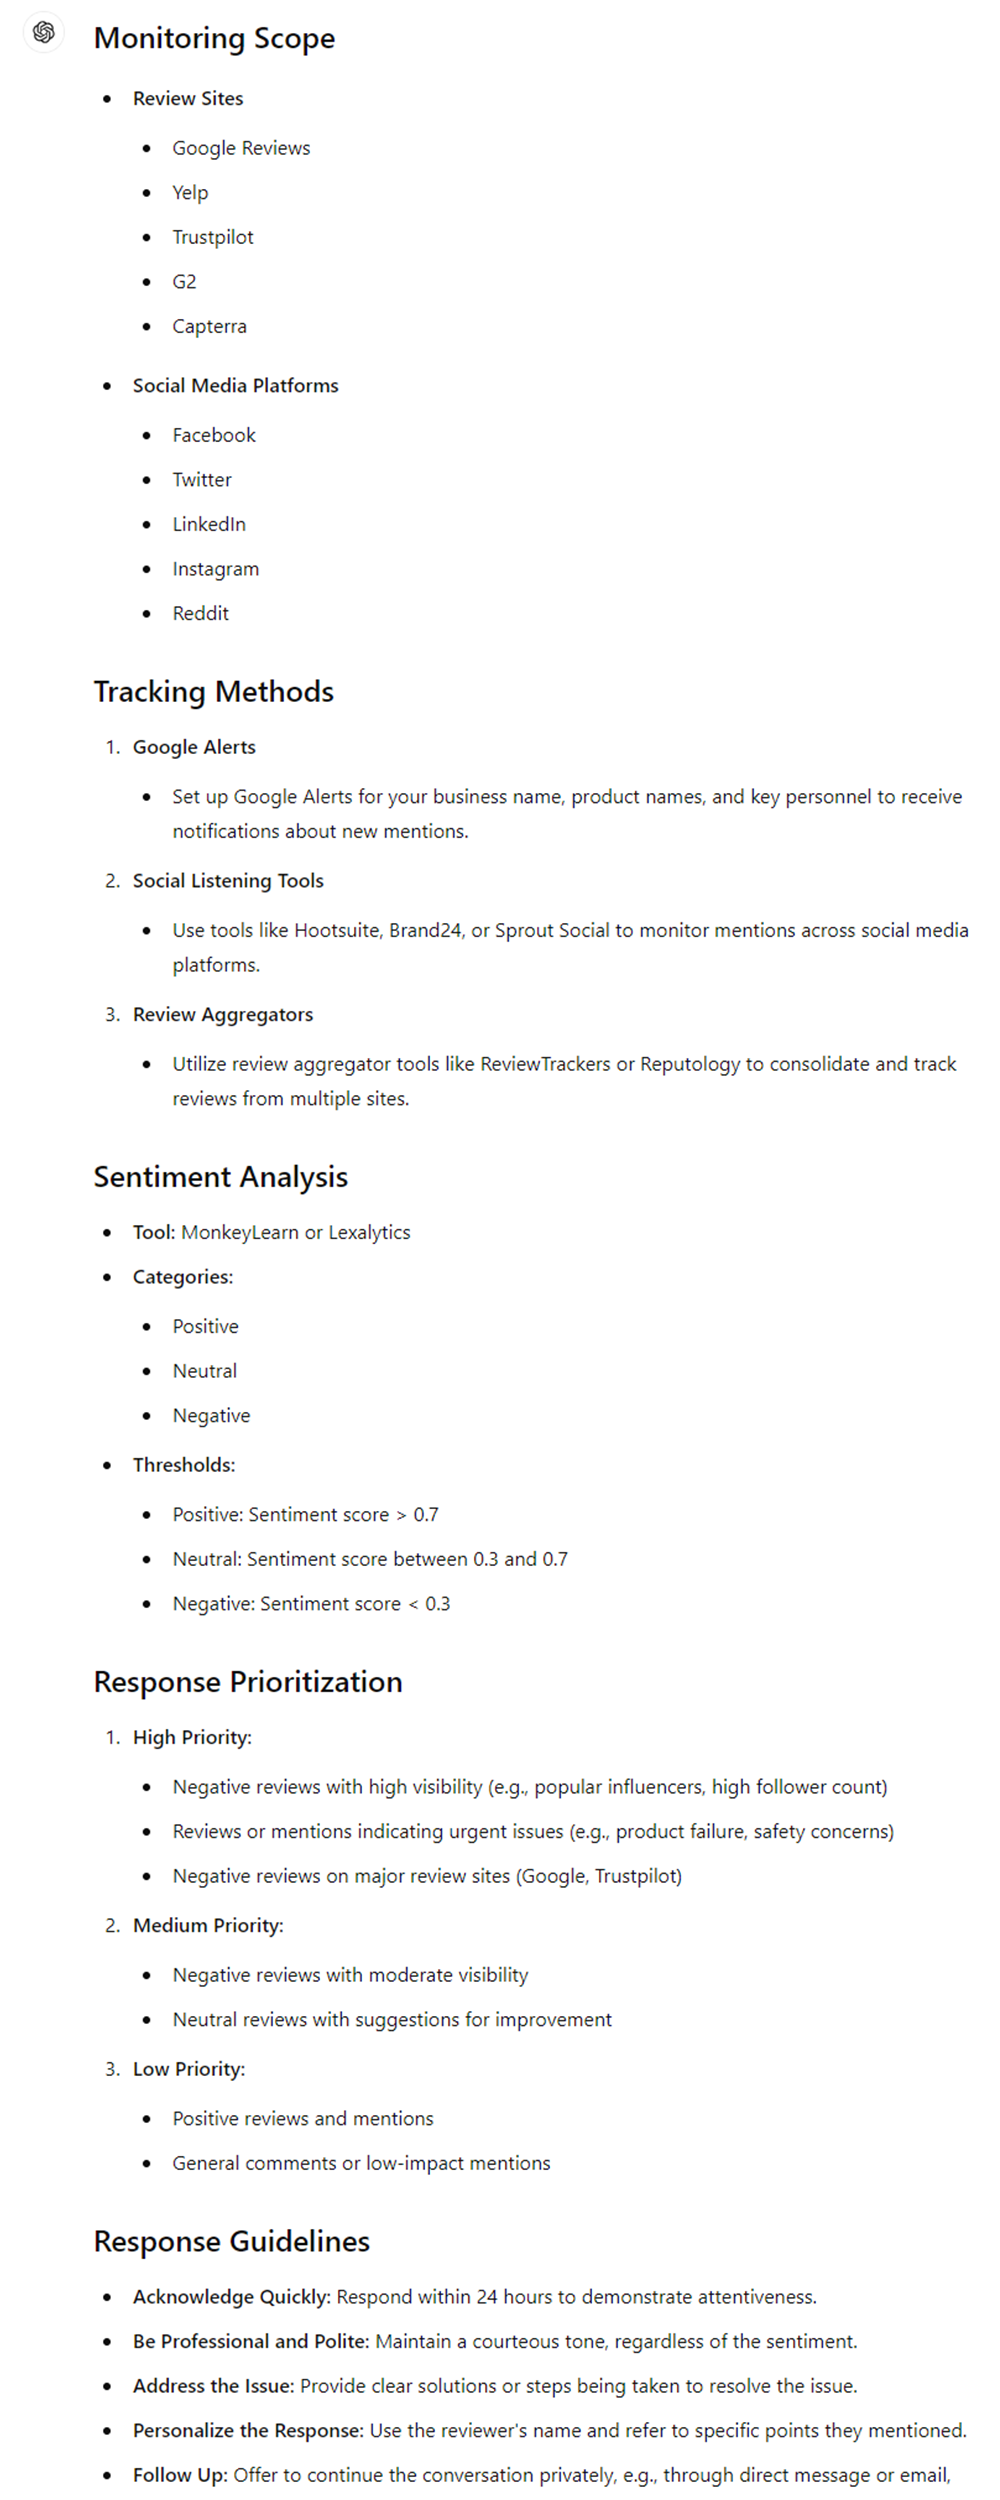 Monitoring Scope
• Review Sites
• Google Reviews
• Yelp
• Trustpilot
• G2
• Capterra
• Social Media Platforms
• Facebook
• Twitter
• LinkedIn
• Instagram
• Reddit
Tracking Methods
1. Google Alerts
• Set up Google Alerts for your business name, product names, and key personnel to receive
notifications about new mentions.
2. Social Listening Tools
• Use tools like Hootsuite, Brand24, or Sprout Social to monitor mentions across social media
platforms.
3. Review Aggregators
• Utilize review aggregator tools like ReviewTrackers or Reputology to consolidate and track
reviews from multiple sites.
Sentiment Analysis
• Tool: MonkeyLearn or Lexalytics
• Categories:
• Positive
• Neutral
• Negative
• Thresholds:
• Positive: Sentiment score > 0.7
• Neutral: Sentiment score between 0.3 and 0.7
• Negative: Sentiment score < 0.3
Response Prioritization
1. High Priority:
• Negative reviews with high visibility (e.g., popular influencers, high follower count)
• Reviews or mentions indicating urgent issues (e.g., product failure, safety concerns)
• Negative reviews on major review sites (Google, Trustpilot)
2. Medium Priority:
• Negative reviews with moderate visibility
• Neutral reviews with suggestions for improvement
3. Low Priority:
• Positive reviews and mentions
• General comments or low-impact mentions
Response Guidelines
• Acknowledge Quickly: Respond within 24 hours to demonstrate attentiveness.
• Be Professional and Polite: Maintain a courteous tone, regardless of the sentiment.
• Address the Issue: Provide clear solutions or steps being taken to resolve the issue.
• Personalize the Response: Use the reviewer's name and refer to specific points they mentioned.
• Follow Up: Offer to continue the conversation privately, e.g., through direct message or email,